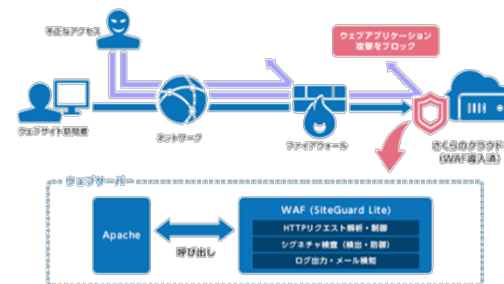 不正なアクセス
ウェブアプリケーション
攻撃をブロック
ウェブサイト訪問者
ネットワーク
ファイアウォール
さくらのクラウド
(WAF導入済)
ウェブサーバー
Apache
呼び出し
WAF (SiteGuard Lite)
HTTPリクエスト解析・制御
シグネチャ検査（検出・防御）
ログ出力・メール検知